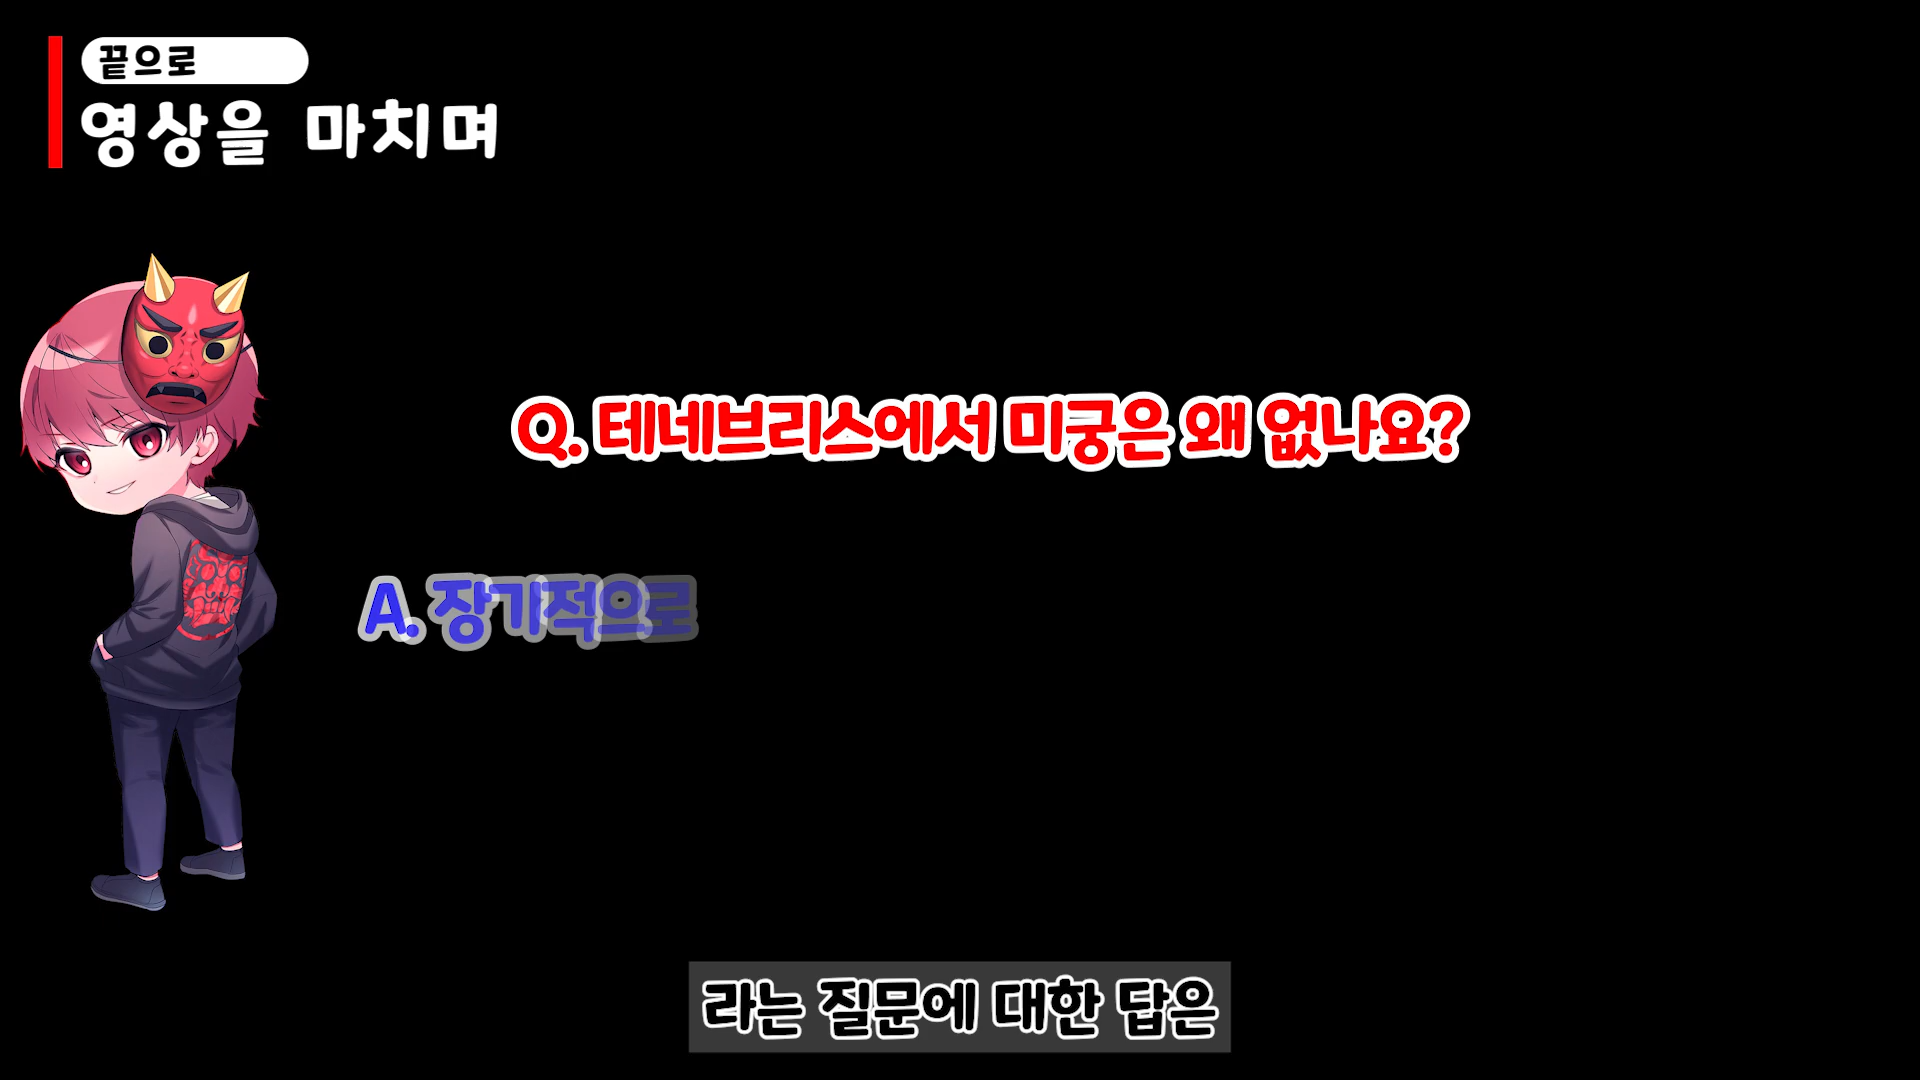 끝으로
영상을 마치며
Q. 테네브리스에서 미궁은 왜 없나요?
A. 장기적으로
라는 질문에 대한 답은